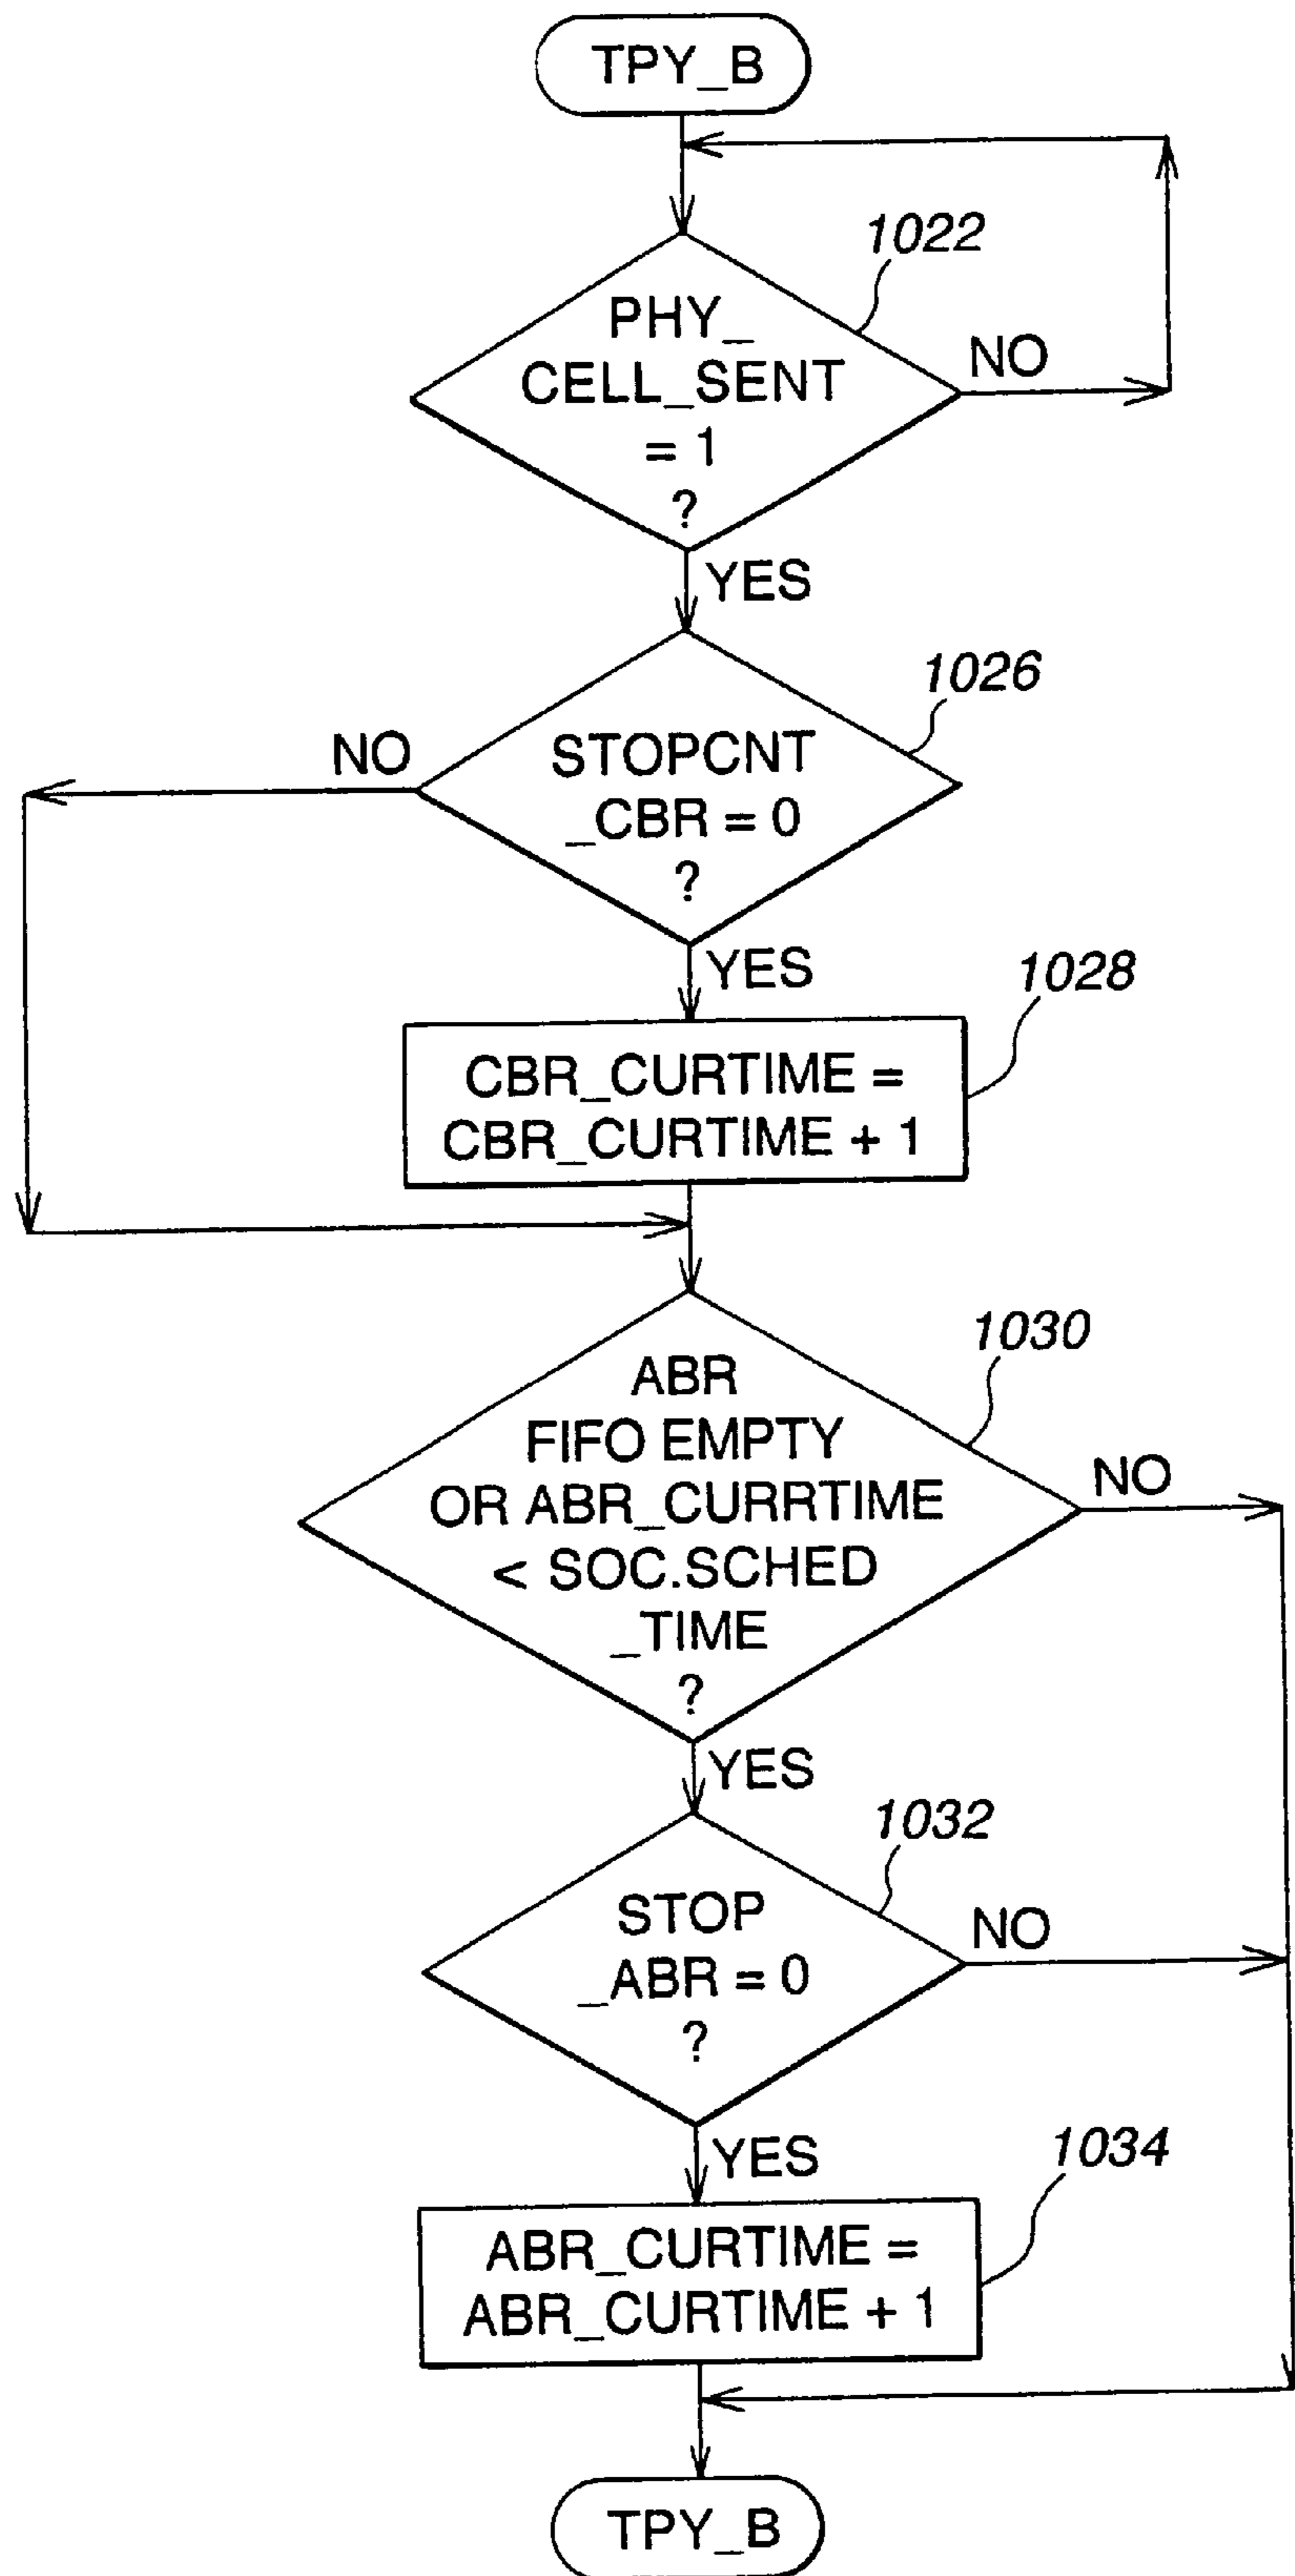 TPY_B
1022
PHY_
CELL_SENT
= 1
?
NO
YES
1026
NO
STOPCNT
_CBR = 0
?
YES
1028
CBR_CURTIME =
CBR_CURTIME + 1
1030
ABR
FIFO EMPTY
OR ABR_CURRTIME
< SOC.SCHED
_TIME
?
NO
YES
1032
STOP
_ABR = 0
?
NO
YES
1034
ABR_CURTIME =
ABR_CURTIME + 1
TPY_B